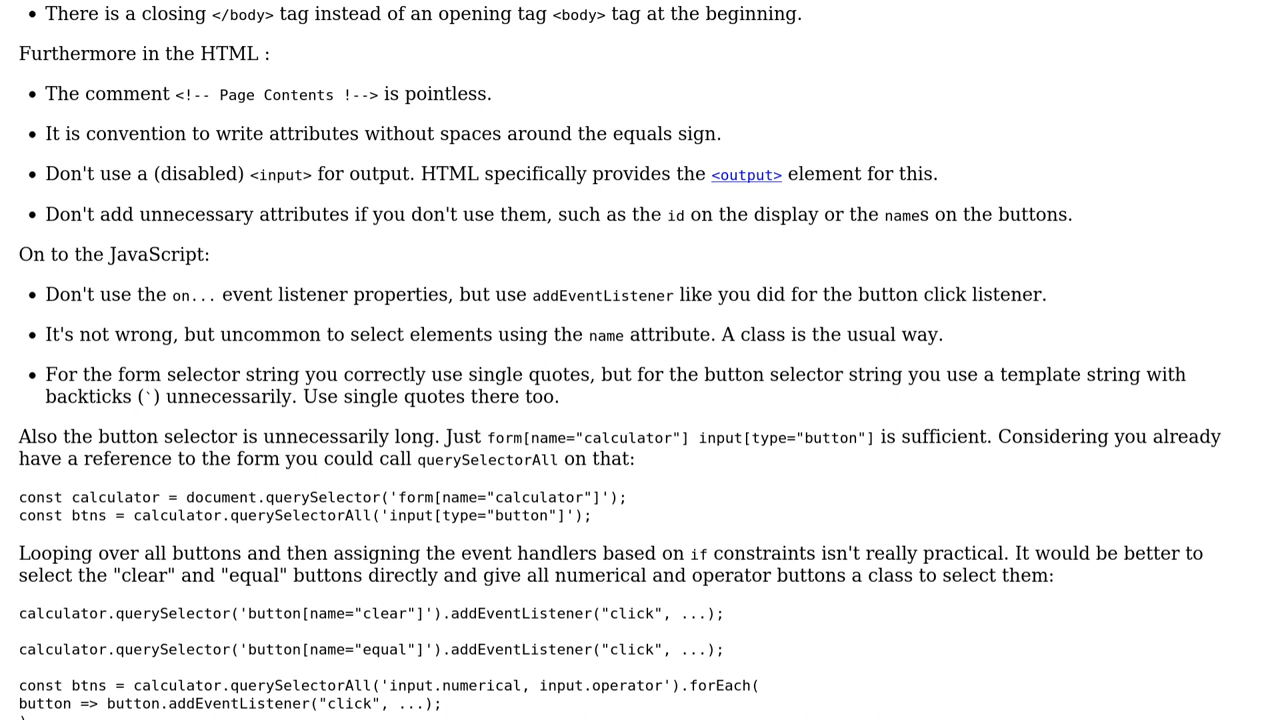 • There is a closing </body> tag instead of an opening tag <body> tag at the beginning.
Furthermore in the HTML :
• The comment <!-- Page Contents !--> is pointless.
• It is convention to write attributes without spaces around the equals sign.
• Don't use a (disabled) <input> for output. HTML specifically provides the <output> element for this.
• Don't add unnecessary attributes if you don't use them, such as the id on the display or the names on the buttons.
On to the JavaScript:
• Don't use the on... event listener properties, but use addEventListener like you did for the button click listener.
• It's not wrong, but uncommon to select elements using the name attribute. A class is the usual way.
• For the form selector string you correctly use single quotes, but for the button selector string you use a template string with
backticks (`) unnecessarily. Use single quotes there too.
Also the button selector is unnecessarily long. Just form[name="calculator"] input[type="button"] is sufficient. Considering you already
have a reference to the form you could call querySelectorAll on that:
const calculator = document.querySelector('form[name="calculator"]');
const btns = calculator.querySelectorAll('input[type="button"]');
Looping over all buttons and then assigning the event handlers based on if constraints isn't really practical. It would be better to
select the "clear" and "equal" buttons directly and give all numerical and operator buttons a class to select them:
calculator.querySelector('button[name="clear"]').addEventListener("click", ...);
calculator.querySelector('button[name="equal"]').addEventListener("click", ...);
const btns = calculator.querySelectorAll('input.numerical, input.operator').forEach(
button => button.addEventListener("click", ...);